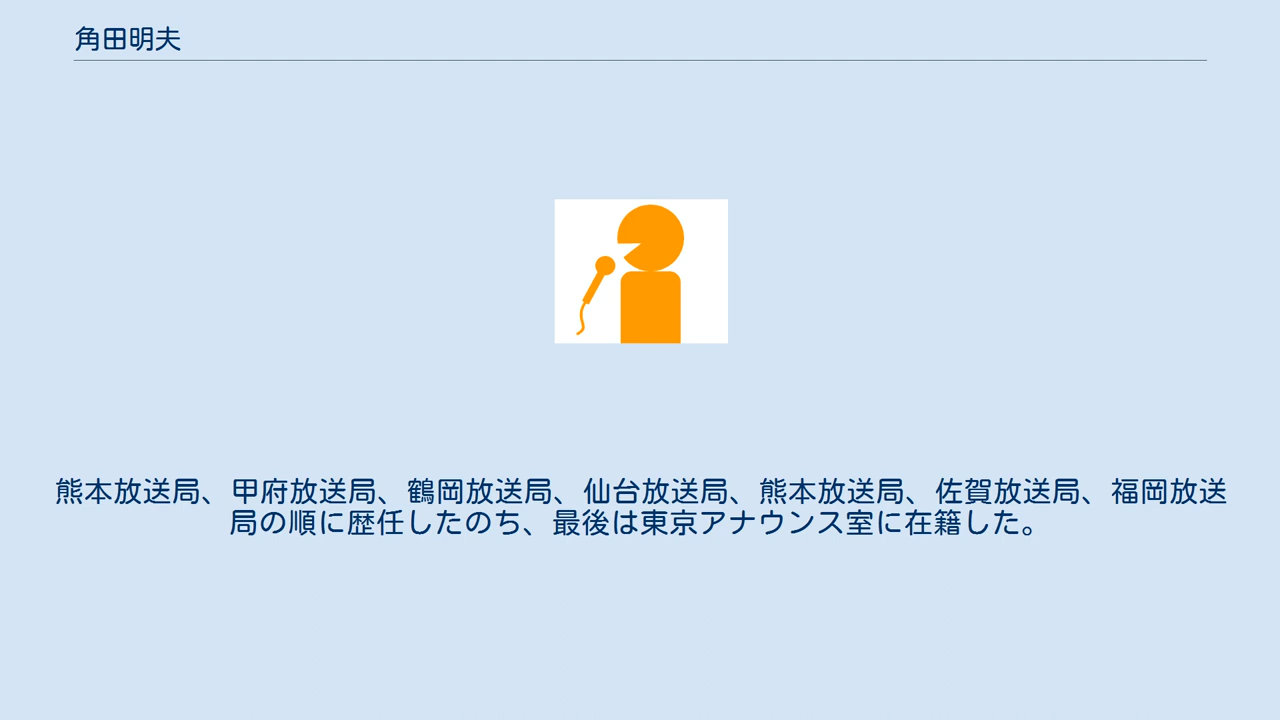 角田明夫
熊本放送局、甲府放送局、鶴岡放送局、仙台放送局、熊本放送局、佐賀放送局、福岡放送
局の順に歴任したのち、最後は東京アナウンス室に在籍した。